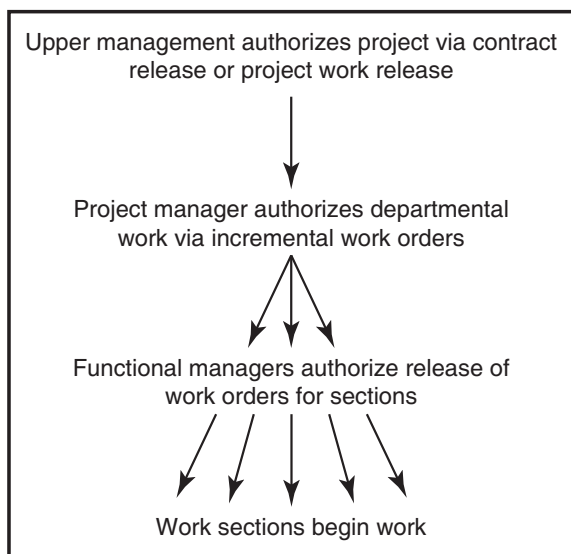 Upper management authorizes project via contract
release or project work release
Project manager authorizes departmental
work via incremental work orders
Functional managers authorize release of
work orders for sections
Work sections begin work